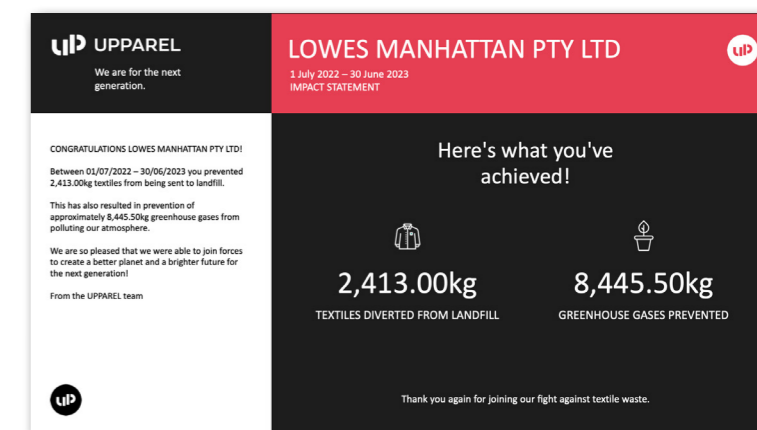 UPPAREL
We are for the next
generation.
LOWES MANHATTAN PTY LTD
1 July 2022 – 30 June 2023
IMPACT STATEMENT
up
CONGRATULATIONS LOWES MANHATTAN PTY LTD!
Between 01/07/2022 – 30/06/2023 you prevented
2,413.00kg textiles from being sent to landfill.
This has also resulted in prevention of
approximately 8,445.50kg greenhouse gases from
polluting our atmosphere.
We are so pleased that we were able to join forces
to create a better planet and a brighter future for
the next generation!
From the UPPAREL team
up
Here's what you've
achieved!
2,413.00kg
TEXTILES DIVERTED FROM LANDFILL
8,445.50kg
GREENHOUSE GASES PREVENTED
Thank you again for joining our fight against textile waste.